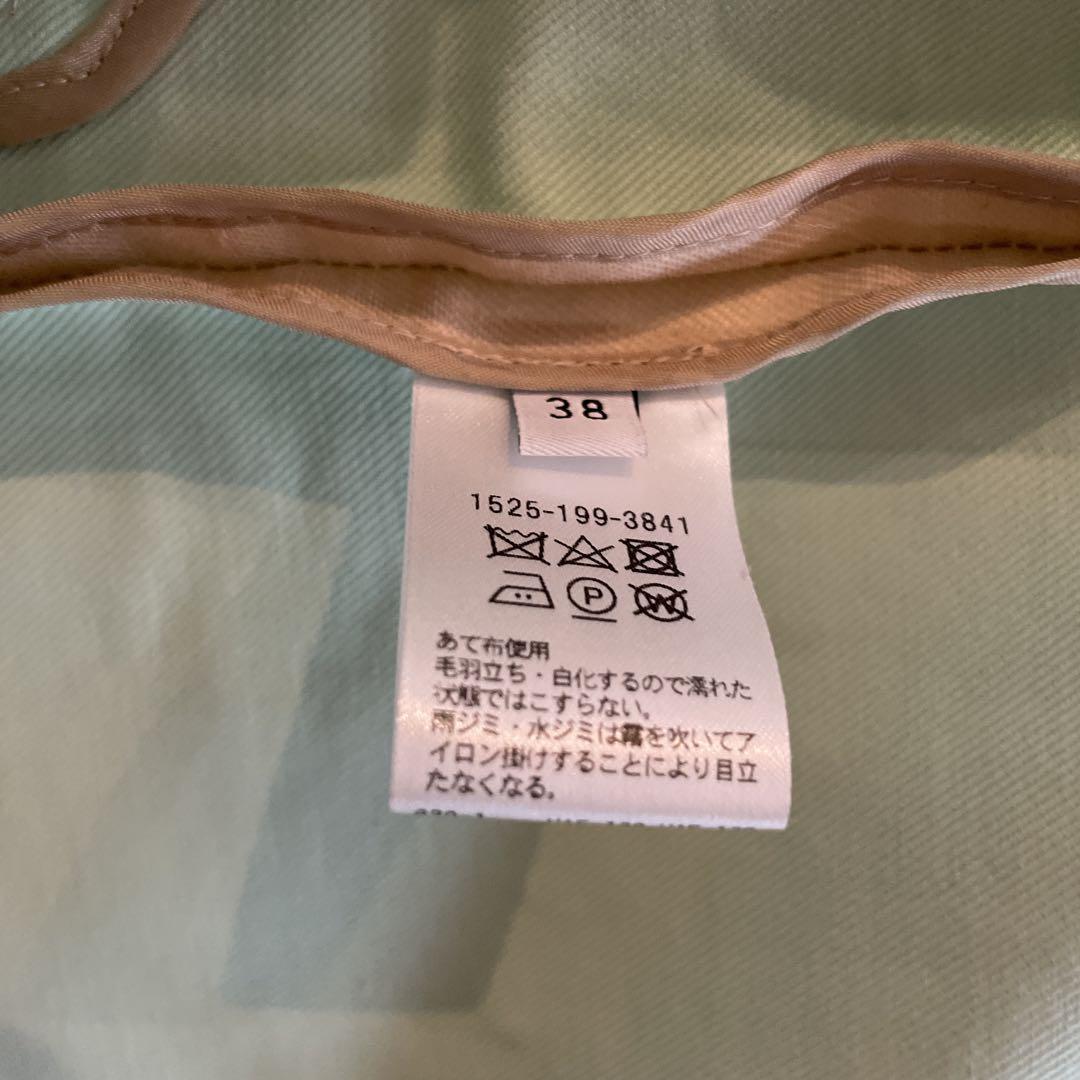 38
1525-199-3841
P
W
あて布使用
毛羽立ち・白化するので濡れた
状態ではこすらない。
雨ジミ・水ジミは霧を吹いてア
イロン掛けすることにより目立
たなくなる。